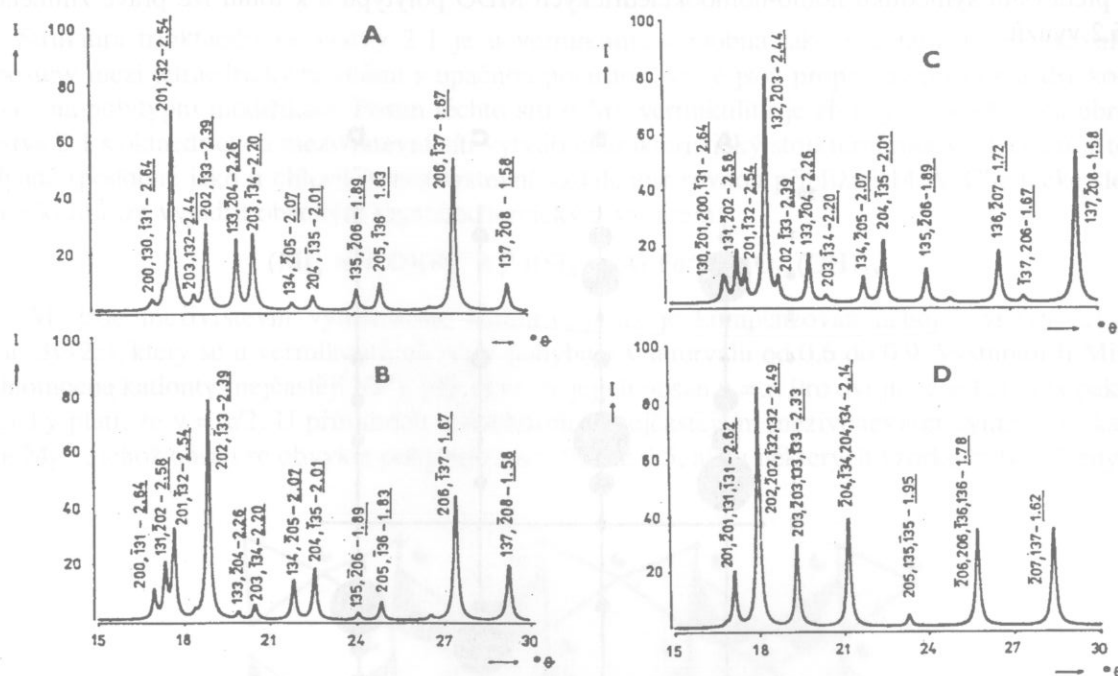 I
A
100
80
60
40
20
200, 130, 1̄31 – 2.64
201, 1̄32 – 2.54
203, 132 – 2.44
202, 1̄33 – 2.39
133, 2̄04 – 2.26
203, 1̄34 – 2.20
134, 2̄05 – 2.07
204, 1̄35 – 2.01
135, 2̄06 – 1.89
205, 1̄36 – 1.83
206, 1̄37 – 1.67
137, 2̄08 – 1.58
°θ
I
C
100
80
60
40
20
130, 2̄01, 200, 1̄31 – 2.64
131, 2̄02 – 2.58
201, 1̄32 – 2.54
132, 2̄03 – 2.44
202, 1̄33 – 2.39
133, 2̄04 – 2.26
203, 1̄34 – 2.20
134, 2̄05 – 2.07
204, 1̄35 – 2.01
135, 2̄06 – 1.89
136, 2̄07 – 1.72
1̄37, 206 – 1.67
137, 2̄08 – 1.58
°θ
I
B
100
80
60
40
20
200, 1̄31 – 2.64
131, 2̄02 – 2.58
201, 1̄32 – 2.54
202, 1̄33 – 2.39
133, 2̄04 – 2.26
203, 1̄34 – 2.20
134, 2̄05 – 2.07
204, 1̄35 – 2.01
135, 2̄06 – 1.89
205, 1̄36 – 1.83
206, 1̄37 – 1.67
137, 2̄08 – 1.58
15 18 21 24 27 30
°θ
I
D
100
80
60
40
20
201, 2̄01, 131, 1̄31 – 2.62
202, 2̄02, 1̄32, 132 – 2.49
203, 2̄03, 133, 1̄33 – 2.33
2̄04, 1̄34, 204, 134 – 2.14
205, 135, 1̄35 – 1.95
2̄06, 206, 1̄36, 136 – 1.78
2̄07, 137 – 1.62
15 18 21 24 27 30
°θ